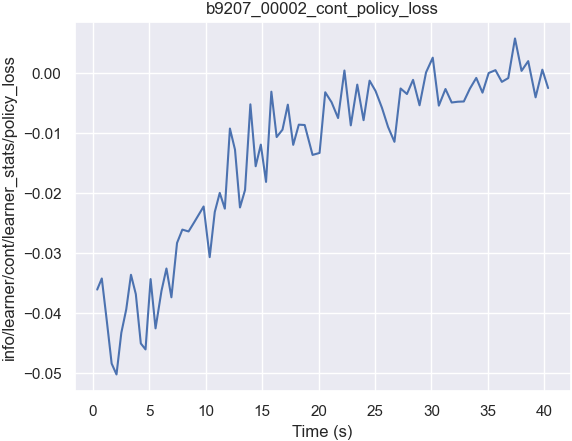 b9207_00002_cont_policy_loss
info/learner/cont/learner_stats/policy_loss
0.00
−0.01
−0.02
−0.03
−0.04
−0.05
0 5 10 15 20 25 30 35 40
Time (s)